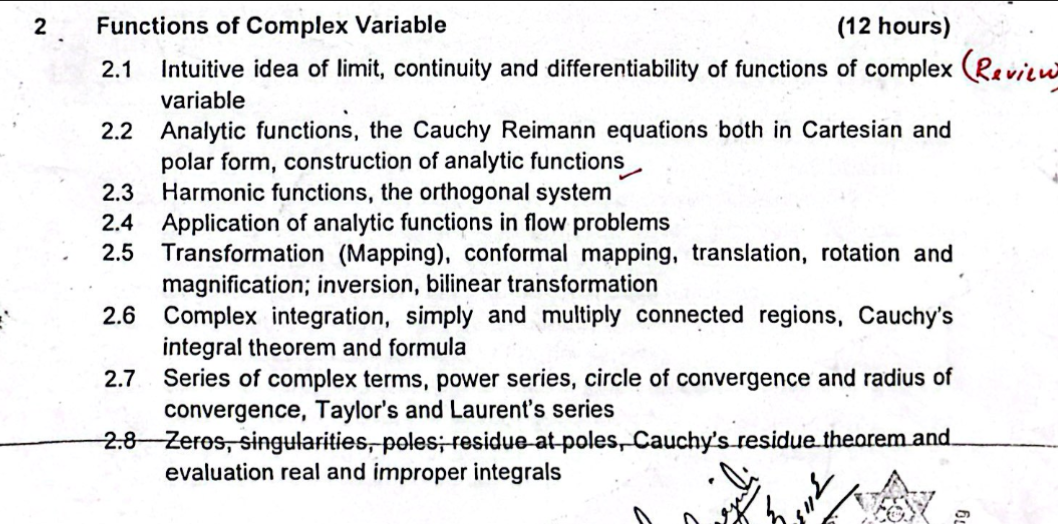 2 Functions of Complex Variable (12 hours)
2.1 Intuitive idea of limit, continuity and differentiability of functions of complex (Review
variable
2.2 Analytic functions, the Cauchy Reimann equations both in Cartesian and
polar form, construction of analytic functions
2.3 Harmonic functions, the orthogonal system
2.4 Application of analytic functions in flow problems
2.5 Transformation (Mapping), conformal mapping, translation, rotation and
magnification; inversion, bilinear transformation
2.6 Complex integration, simply and multiply connected regions, Cauchy's
integral theorem and formula
2.7 Series of complex terms, power series, circle of convergence and radius of
convergence, Taylor's and Laurent's series
2.8 Zeros, singularities, poles; residue at poles, Cauchy's residue theorem and
evaluation real and improper integrals